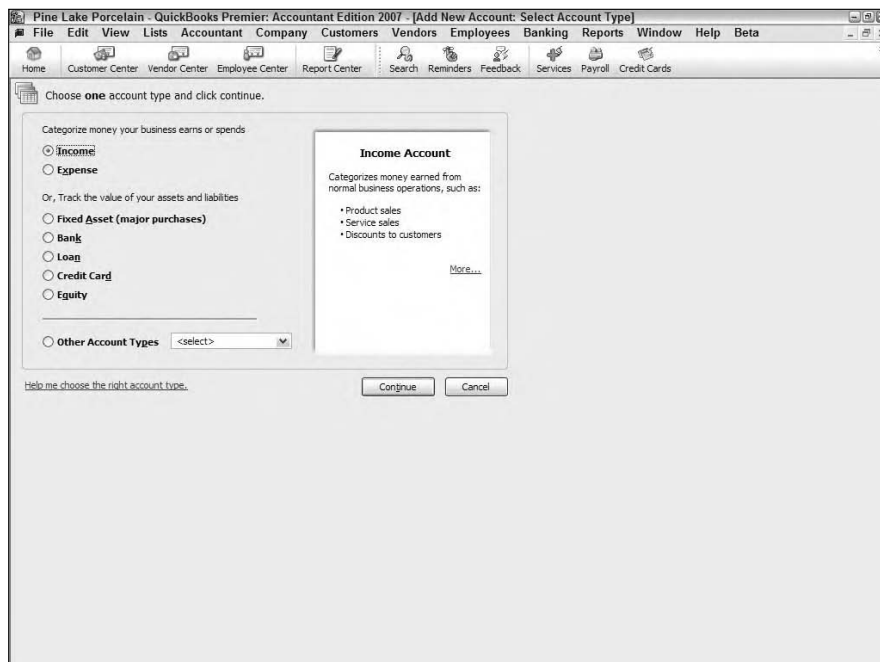 Pine Lake Porcelain - QuickBooks Premier: Accountant Edition 2007 - [Add New Account: Select Account Type]
File Edit View Lists Accountant Company Customers Vendors Employees Banking Reports Window Help Beta
Home Customer Center Vendor Center Employee Center Report Center Search Reminders Feedback Services Payroll Credit Cards
Choose one account type and click continue.
Categorize money your business earns or spends
Income
Expense
Or, Track the value of your assets and liabilities
Fixed Asset (major purchases)
Bank
Loan
Credit Card
Equity
Other Account Types <select>
Income Account
Categorizes money earned from
normal business operations, such as:
• Product sales
• Service sales
• Discounts to customers
More...
Help me choose the right account type.
Continue Cancel